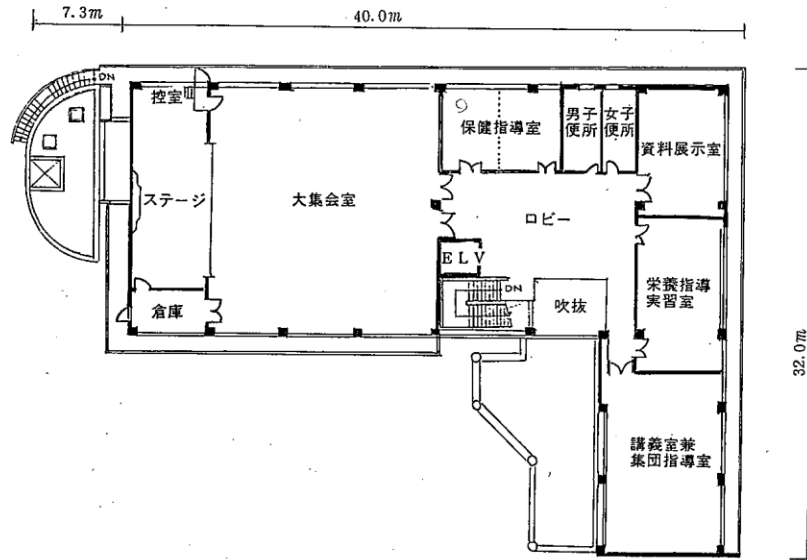 7.3m
40.0m
DN
控室
保健指導室
男子
便所
女子
便所
資料展示室
ステージ
大集会室
ロビー
ELV
DN
吹抜
栄養指導
実習室
倉庫
32.0m
講義室兼
集団指導室